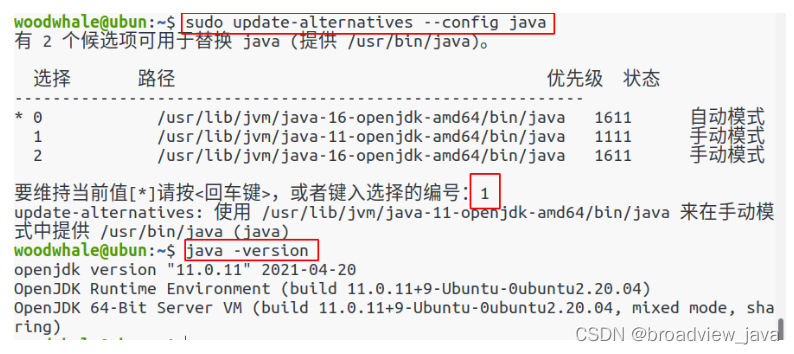 woodwhale@ubun:~$ sudo update-alternatives --config java
有 2 个候选项可用于替换 java (提供 /usr/bin/java)。
选择 路径 优先级 状态
------------------------------------------------------------
* 0 /usr/lib/jvm/java-16-openjdk-amd64/bin/java 1611 自动模式
1 /usr/lib/jvm/java-11-openjdk-amd64/bin/java 1111 手动模式
2 /usr/lib/jvm/java-16-openjdk-amd64/bin/java 1611 手动模式
要维持当前值[*]请按<回车键>，或者键入选择的编号：1
update-alternatives: 使用 /usr/lib/jvm/java-11-openjdk-amd64/bin/java 来在手动模
式中提供 /usr/bin/java (java)
woodwhale@ubun:~$ java -version
openjdk version "11.0.11" 2021-04-20
OpenJDK Runtime Environment (build 11.0.11+9-Ubuntu-0ubuntu2.20.04)
OpenJDK 64-Bit Server VM (build 11.0.11+9-Ubuntu-0ubuntu2.20.04, mixed mode, sha
ring)
CSDN @broadview_java